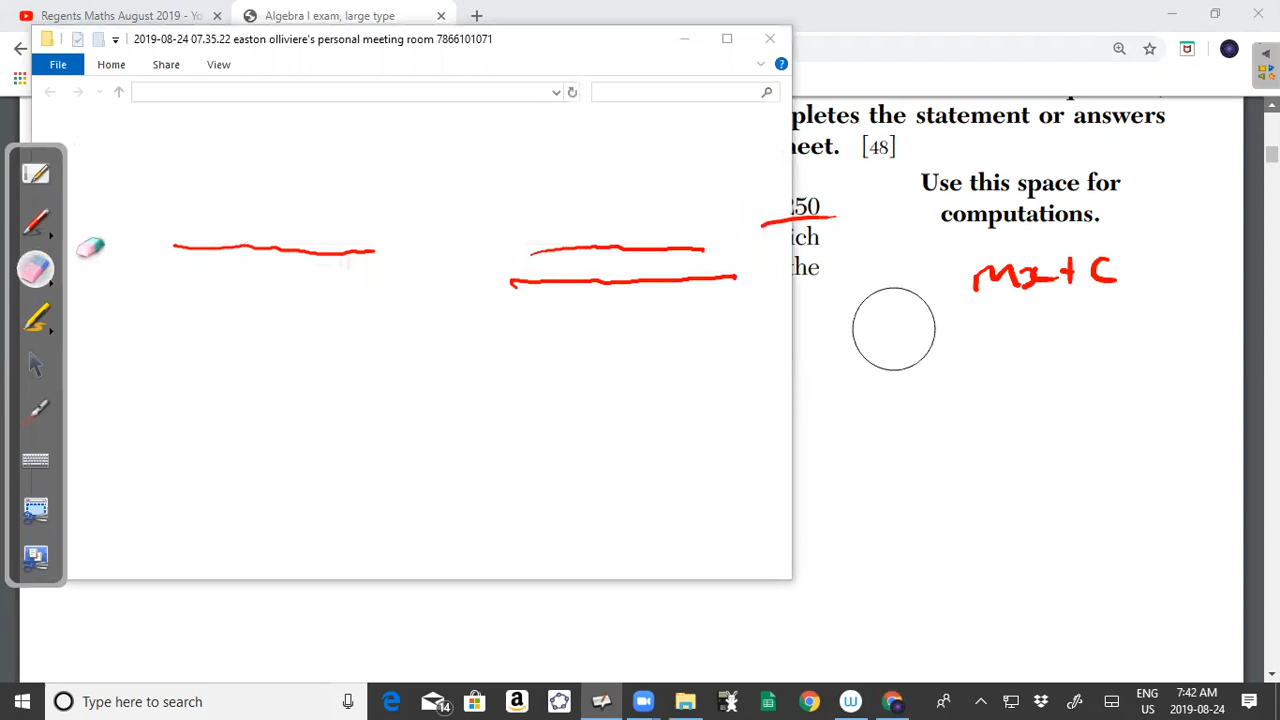 Regents Maths August 2019 - Yo
Algebra I exam, large type
2019-08-24 07.35.22 easton olliviere's personal meeting room 7866101071
File Home Share View
pletes the statement or answers
heet. [48]
Use this space for
computations.
250
ich
the
mx+ C
14
Type here to search
ENG
US
7:42 AM
2019-08-24